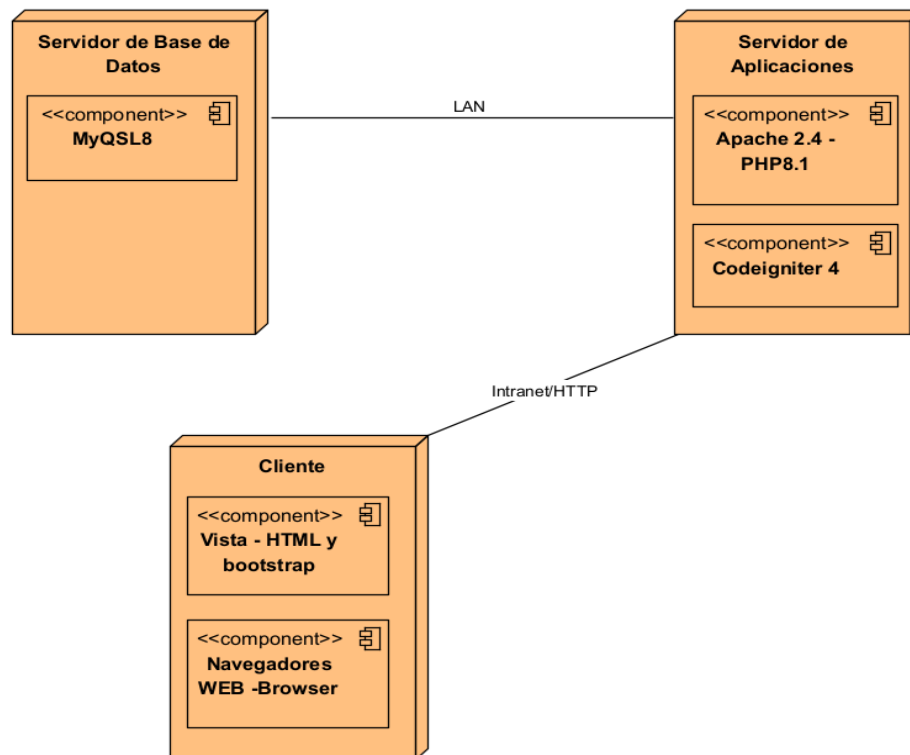 Servidor de Base de
Datos
<<component>>
MyQSL8
LAN
Servidor de
Aplicaciones
<<component>>
Apache 2.4 -
PHP8.1
<<component>>
Codeigniter 4
Intranet/HTTP
Cliente
<<component>>
Vista - HTML y
bootstrap
<<component>>
Navegadores
WEB -Browser